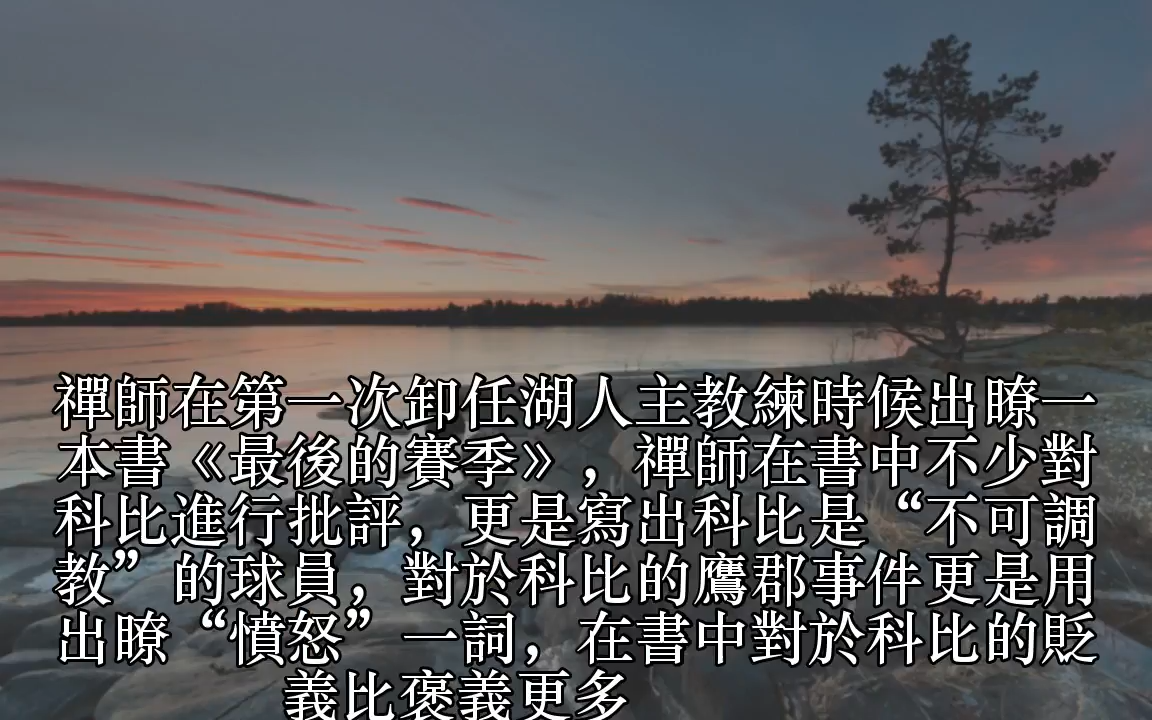 禪師在第一次卸任湖人主教練時候出瞭一
本書《最後的賽季》，禪師在書中不少對
科比進行批評，更是寫出科比是“不可調
教”的球員，對於科比的鷹郡事件更是用
出瞭“憤怒”一詞，在書中對於科比的貶
義比褒義更多